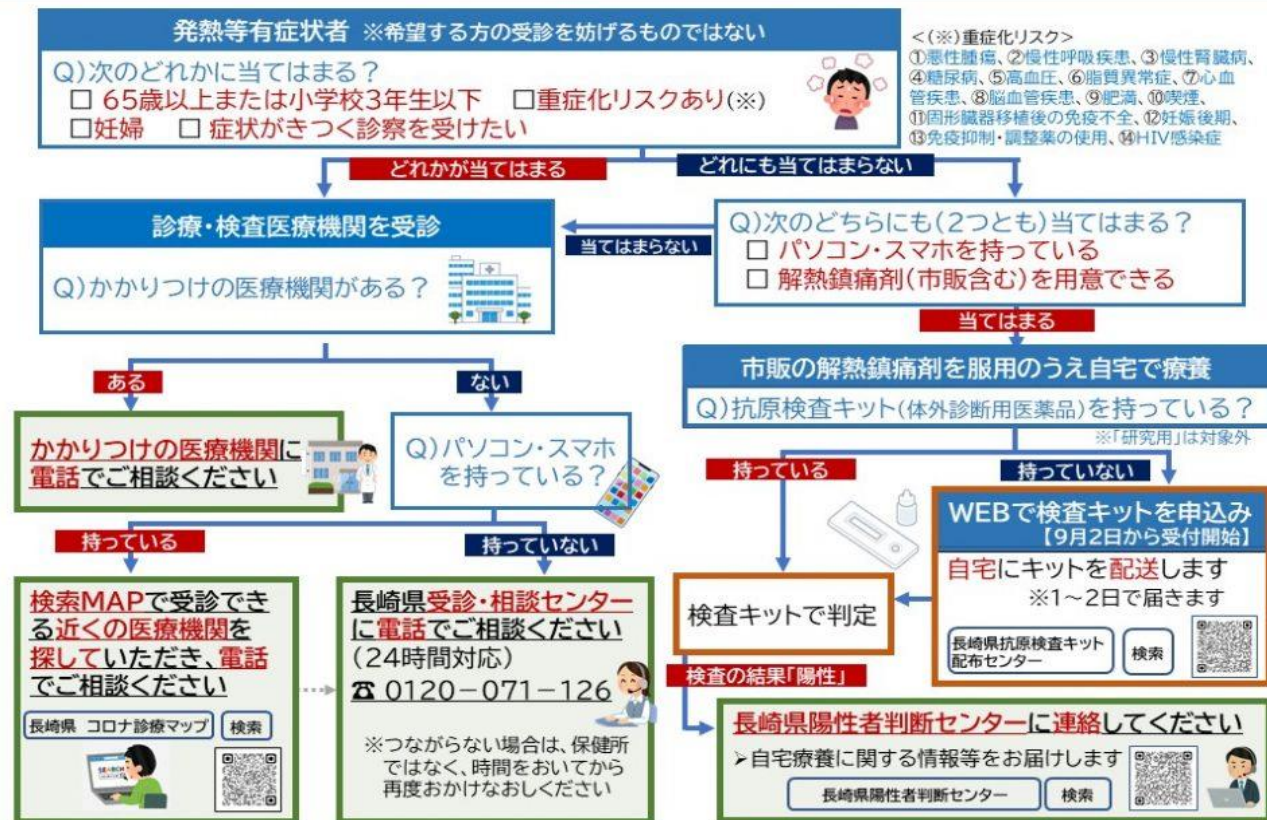 発熱等有症状者 ※希望する方の受診を妨げるものではない
Q)次のどれかに当てはまる？
□ 65歳以上または小学校3年生以下 □重症化リスクあり(※)
□妊婦 □ 症状がきつく診察を受けたい
<(※)重症化リスク>
①悪性腫瘍、②慢性呼吸疾患、③慢性腎臓病、
④糖尿病、⑤高血圧、⑥脂質異常症、⑦心血
管疾患、⑧脳血管疾患、⑨肥満、⑩喫煙、
⑪固形臓器移植後の免疫不全、⑫妊娠後期、
⑬免疫抑制・調整薬の使用、⑭HIV感染症
どれかが当てはまる
どれにも当てはまらない
診療・検査医療機関を受診
Q)かかりつけの医療機関がある？
当てはまらない
Q)次のどちらにも(2つとも)当てはまる？
□ パソコン・スマホを持っている
□ 解熱鎮痛剤(市販含む)を用意できる
当てはまる
ある
ない
かかりつけの医療機関に
電話でご相談ください
Q)パソコン・スマホ
を持っている？
市販の解熱鎮痛剤を服用のうえ自宅で療養
Q)抗原検査キット(体外診断用医薬品)を持っている？
※「研究用」は対象外
持っている
持っていない
持っている
持っていない
検索MAPで受診でき
る近くの医療機関を
探していただき、電話
でご相談ください
長崎県 コロナ診療マップ
検索
SEARCH
長崎県受診・相談センター
に電話でご相談ください
(24時間対応)
☎ 0120－071－126
※つながらない場合は、保健所
ではなく、時間をおいてから
再度おかけなおしください
検査キットで判定
WEBで検査キットを申込み
【9月2日から受付開始】
自宅にキットを配送します
※1～2日で届きます
長崎県抗原検査キット
配布センター
検索
検査の結果「陽性」
長崎県陽性者判断センターに連絡してください
➢自宅療養に関する情報等をお届けします
長崎県陽性者判断センター
検索